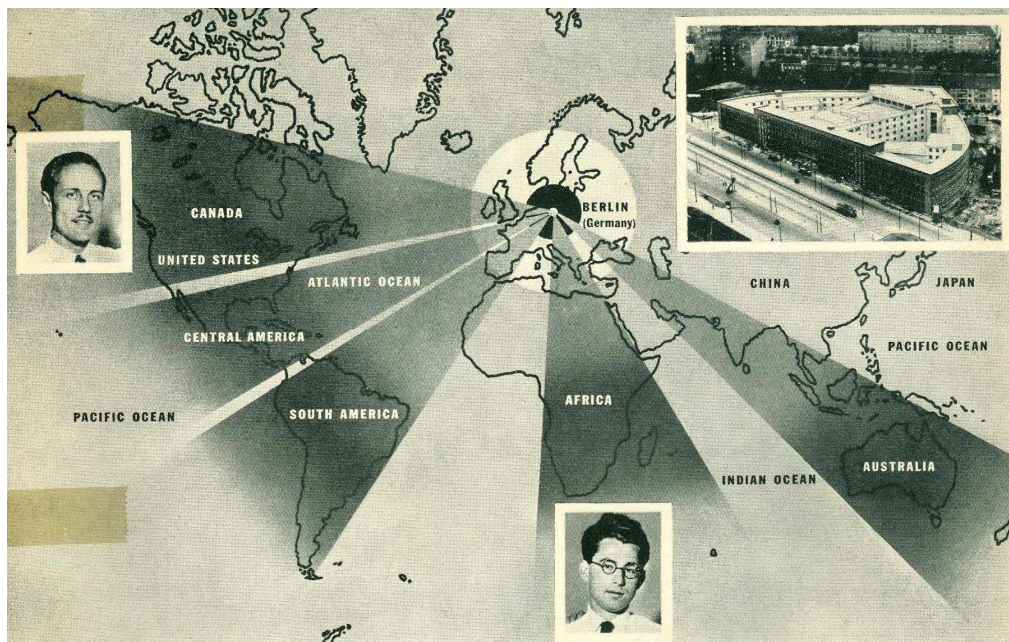 BERLIN
(Germany)
CANADA
UNITED STATES
ATLANTIC OCEAN
CHINA
JAPAN
CENTRAL AMERICA
PACIFIC OCEAN
PACIFIC OCEAN
SOUTH AMERICA
AFRICA
AUSTRALIA
INDIAN OCEAN